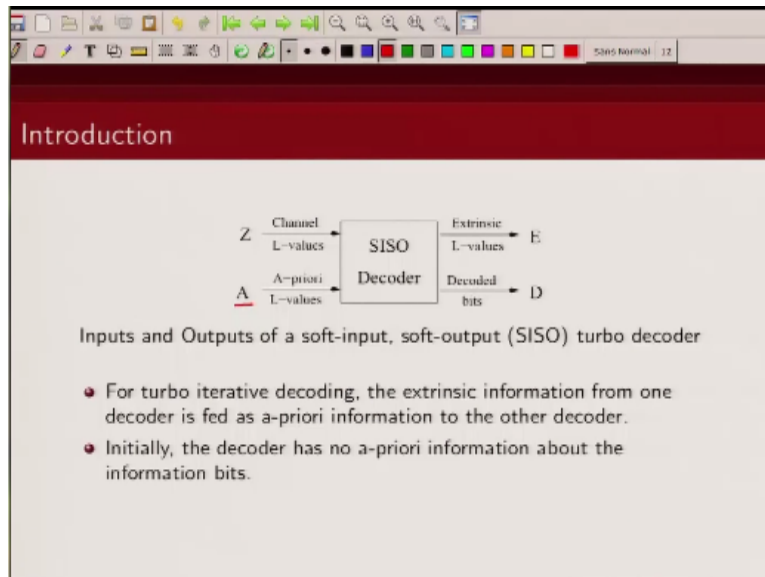 T
Sans Normal 12
Introduction
Z Channel L-values
A A-priori L-values
SISO
Decoder
Extrinsic L-values E
Decoded bits D
Inputs and Outputs of a soft-input, soft-output (SISO) turbo decoder
For turbo iterative decoding, the extrinsic information from one
decoder is fed as a-priori information to the other decoder.
Initially, the decoder has no a-priori information about the
information bits.